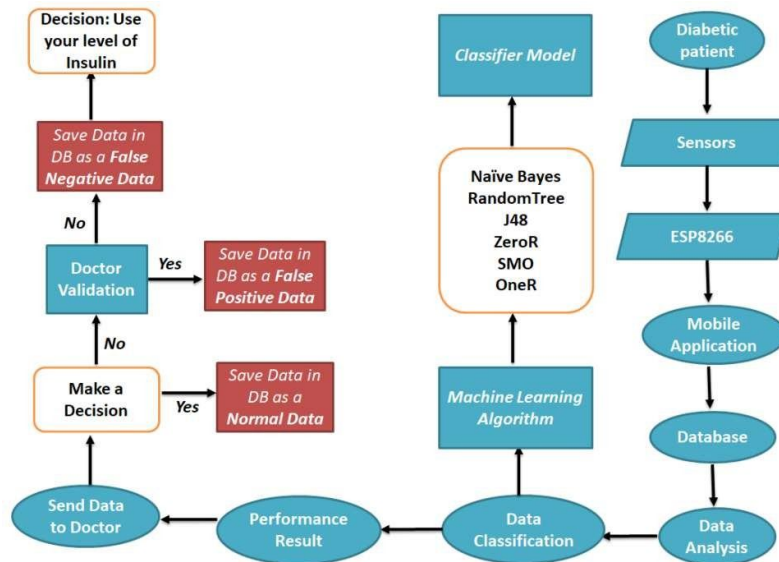 Decision: Use
your level of
Insulin
Save Data in
DB as a False
Negative Data
No
Doctor
Validation
Yes
Save Data in
DB as a False
Positive Data
No
Make a
Decision
Yes
Save Data in
DB as a
Normal Data
Send Data
to Doctor
Performance
Result
Data
Classification
Machine Learning
Algorithm
Naïve Bayes
RandomTree
J48
ZeroR
SMO
OneR
Classifier Model
Diabetic
patient
Sensors
ESP8266
Mobile
Application
Database
Data
Analysis